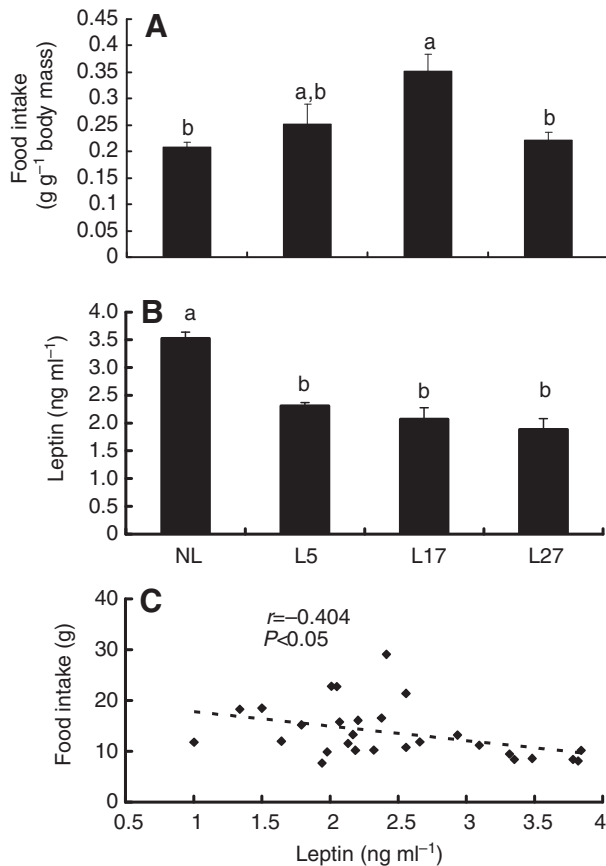 A
Food intake
(g g⁻¹ body mass)
0.45
0.4
0.35
0.3
0.25
0.2
0.15
0.1
0.05
0
b
a,b
a
b
B
Leptin (ng ml⁻¹)
4.0
3.5
3.0
2.5
2.0
1.5
1.0
0.5
0
a
b
b
b
NL
L5
L17
L27
C
Food intake (g)
40
30
20
10
0
r=–0.404
P<0.05
0.5
1
1.5
2
2.5
3
3.5
4
Leptin (ng ml⁻¹)